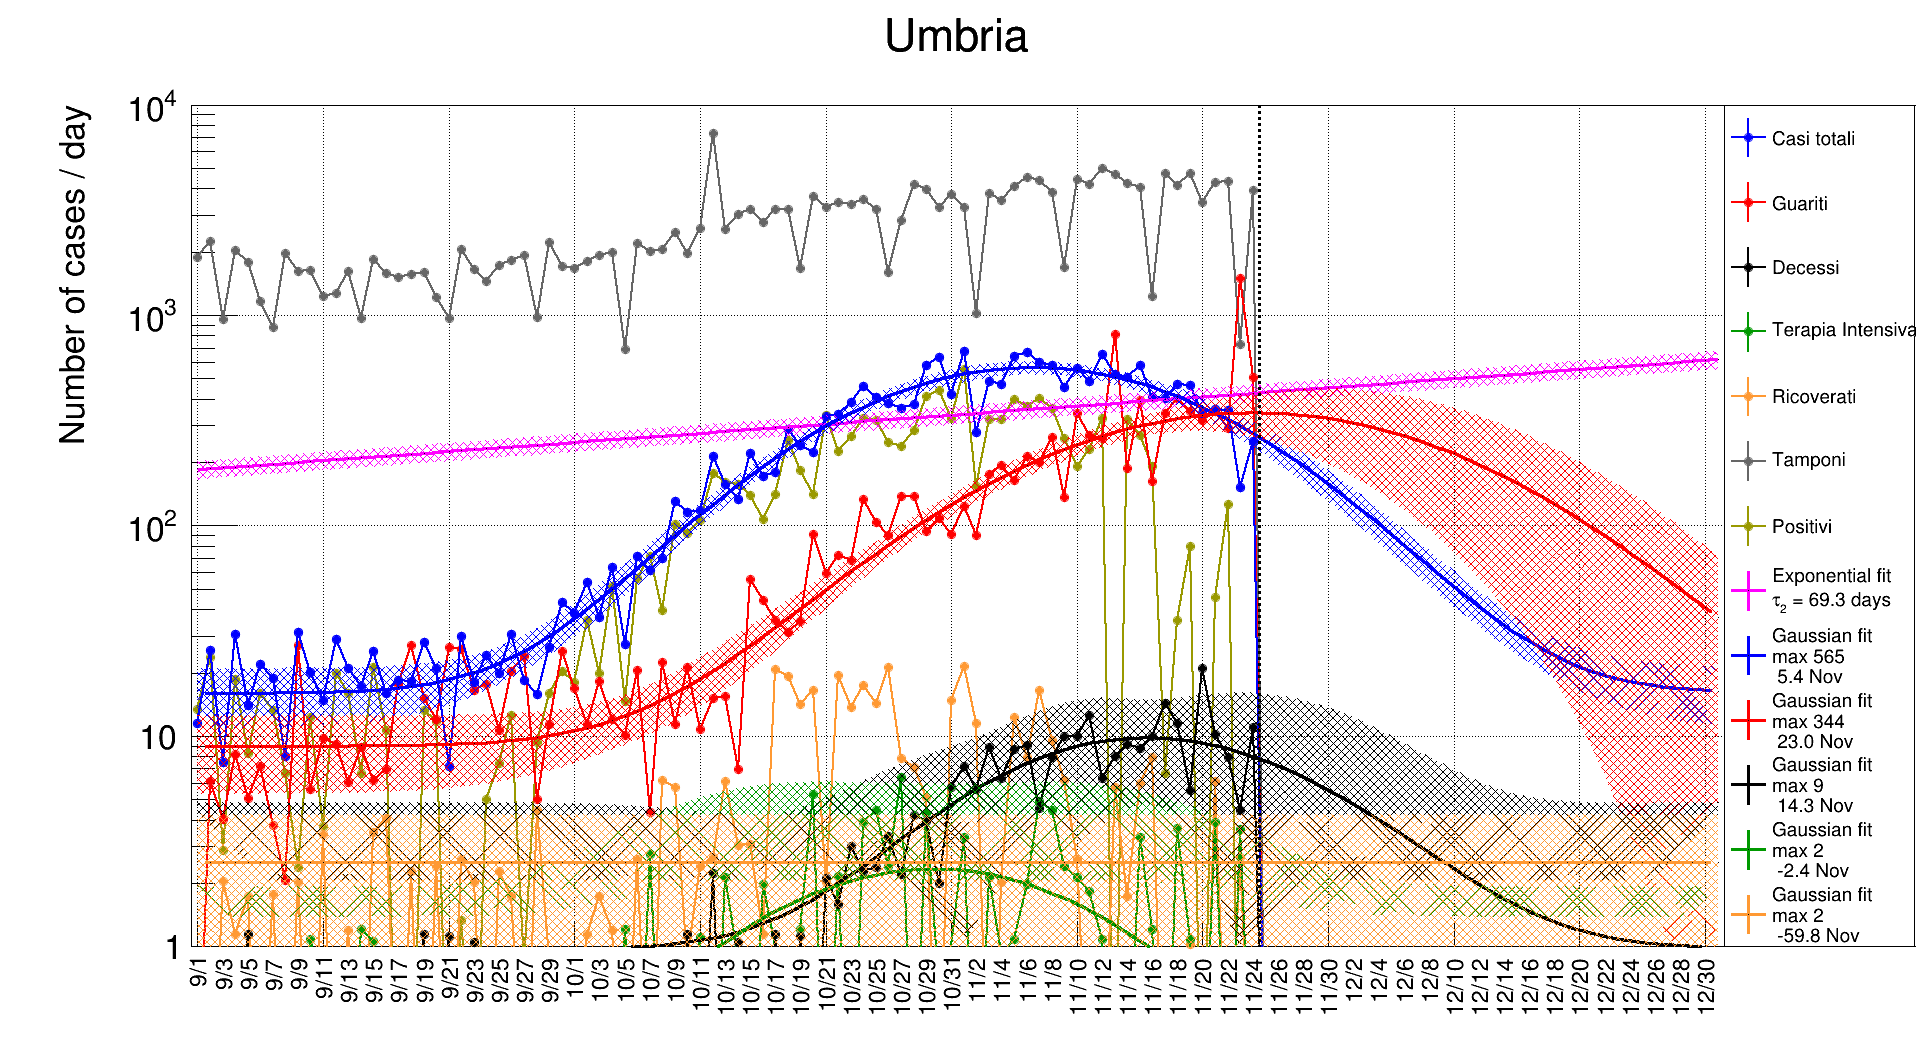 Umbria
Number of cases / day
10^4
10^3
10^2
10
1
9/1
9/3
9/5
9/7
9/9
9/11
9/13
9/15
9/17
9/19
9/21
9/23
9/25
9/27
9/29
10/1
10/3
10/5
10/7
10/9
10/11
10/13
10/15
10/17
10/19
10/21
10/23
10/25
10/27
10/29
10/31
11/2
11/4
11/6
11/8
11/10
11/12
11/14
11/16
11/18
11/20
11/22
11/24
11/26
11/28
11/30
12/2
12/4
12/6
12/8
12/10
12/12
12/14
12/16
12/18
12/20
12/22
12/24
12/26
12/28
12/30
Casi totali
Guariti
Decessi
Terapia Intensiva
Ricoverati
Tamponi
Positivi
Exponential fit
τ2 = 69.3 days
Gaussian fit
max 565
5.4 Nov
Gaussian fit
max 344
23.0 Nov
Gaussian fit
max 9
14.3 Nov
Gaussian fit
max 2
-2.4 Nov
Gaussian fit
max 2
-59.8 Nov